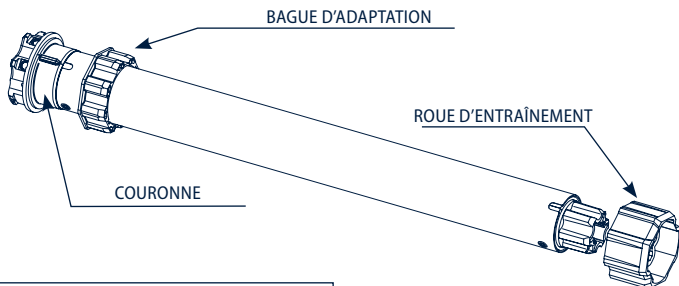 BAGUE D’ADAPTATION
ROUE D’ENTRAÎNEMENT
COURONNE